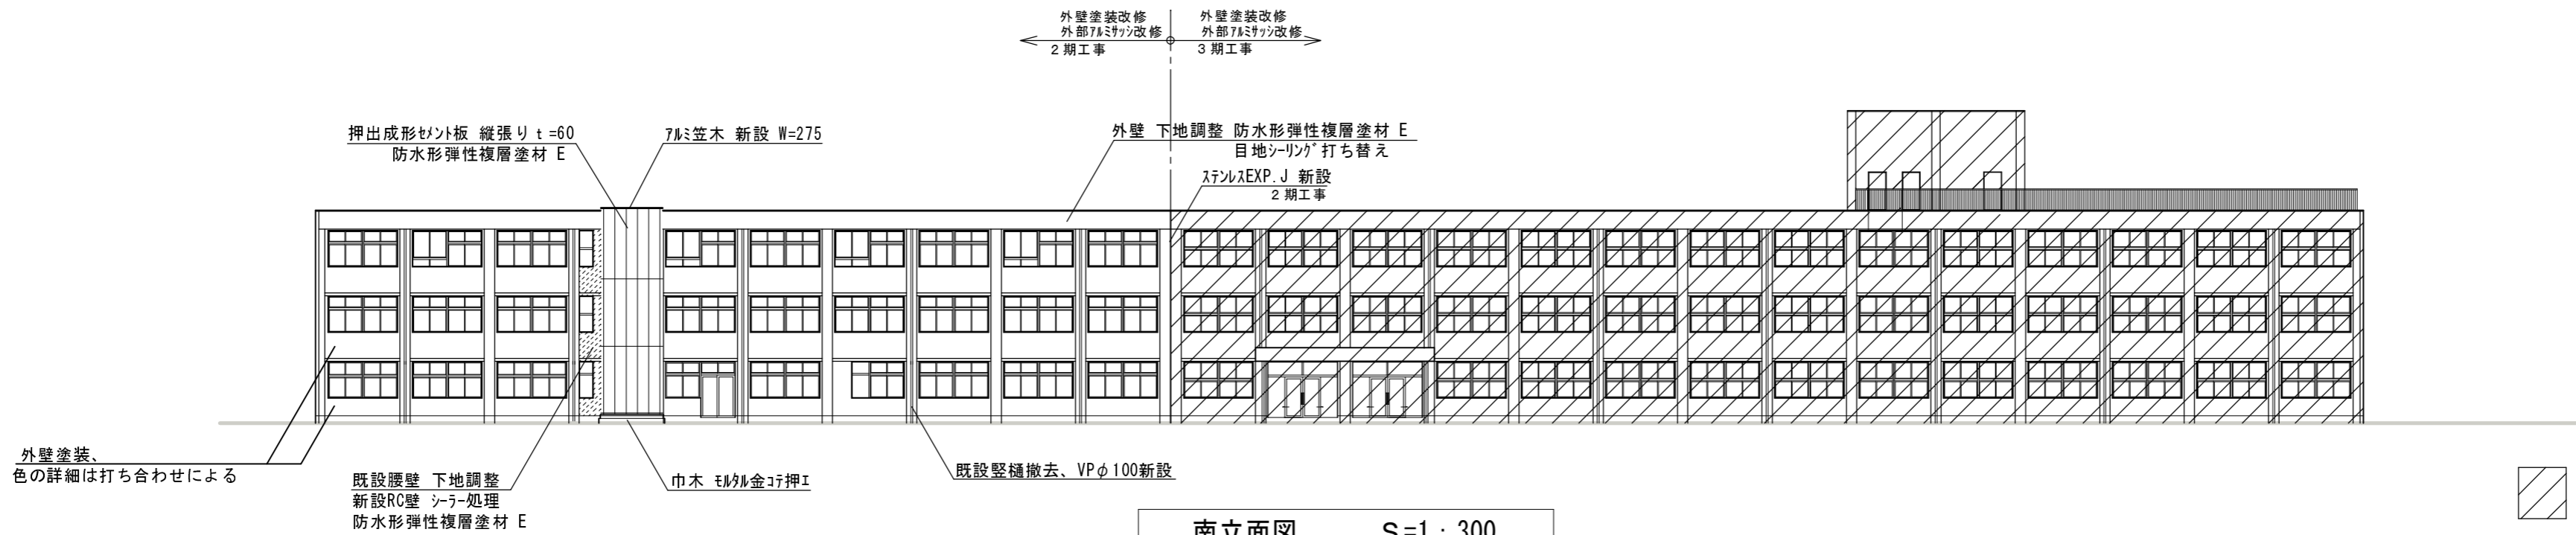 外壁塗装改修
外部ｱﾙﾐｻｯｼ改修
２期工事
外壁塗装改修
外部ｱﾙﾐｻｯｼ改修
３期工事
押出成形ｾﾒﾝﾄ板 縦張り t=60
防水形弾性複層塗材 E
ｱﾙﾐ笠木 新設 W=275
外壁 下地調整 防水形弾性複層塗材 E
目地ｼｰﾘﾝｸﾞ打ち替え
ｽﾃﾝﾚｽEXP.J 新設
２期工事
外壁塗装、
色の詳細は打ち合わせによる
既設腰壁 下地調整
新設RC壁 ｼｰﾗｰ処理
防水形弾性複層塗材 E
巾木 ﾓﾙﾀﾙ金ｺﾃ押ｴ
既設竪樋撤去、VPφ100新設
南立面図 S=1：300